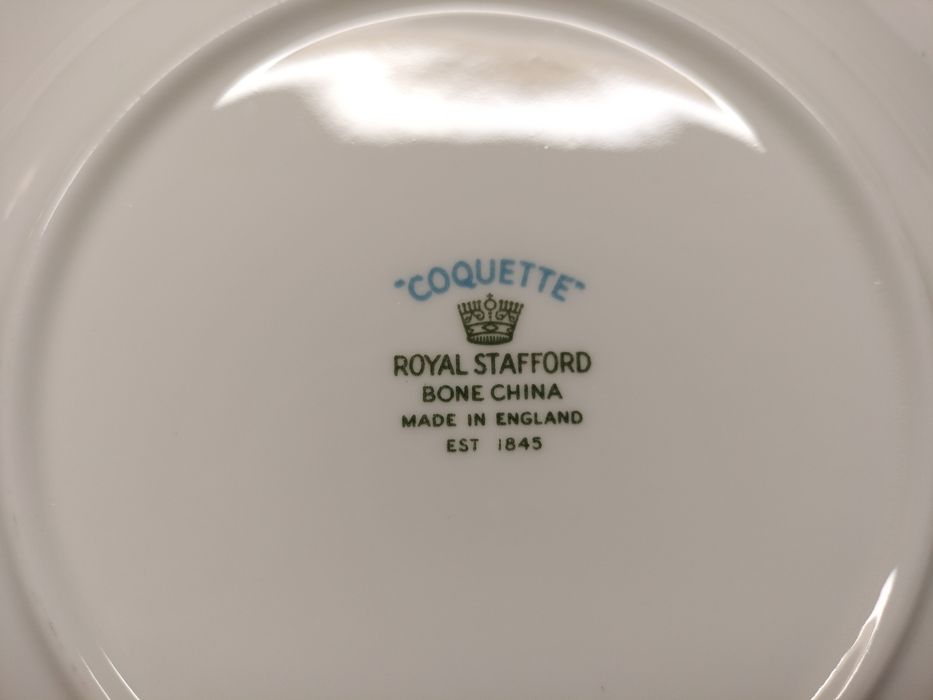 "COQUETTE"
ROYAL STAFFORD
BONE CHINA
MADE IN ENGLAND
EST 1845